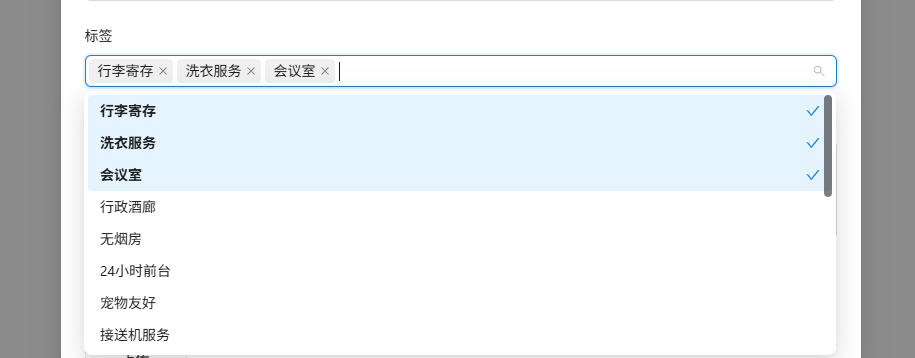 标签
行李寄存 洗衣服务 会议室
行李寄存
洗衣服务
会议室
行政酒廊
无烟房
24小时前台
宠物友好
接送机服务